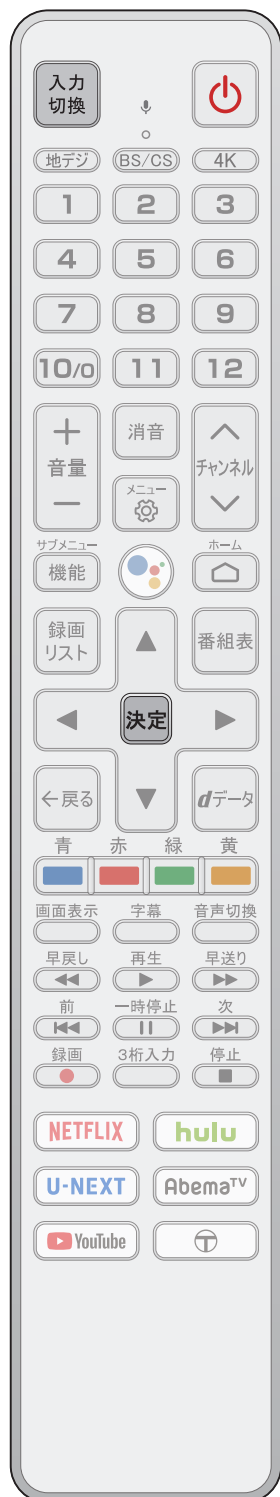 入力
切換
地デジ
BS/CS
4K
1
2
3
4
5
6
7
8
9
10/0
11
12
音量
消音
チャンネル
メニュー
サブメニュー
機能
ホーム
録画
リスト
番組表
決定
←戻る
dデータ
青
赤
緑
黄
画面表示
字幕
音声切換
早戻し
再生
早送り
前
一時停止
次
録画
3桁入力
停止
NETFLIX
hulu
U-NEXT
AbemaTV
YouTube